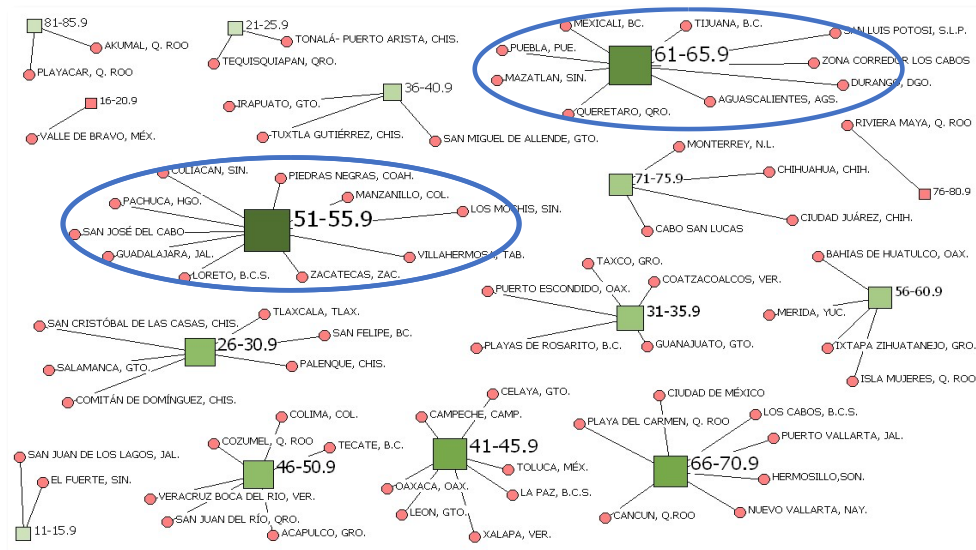 81-85.9
AKUMAL, Q. ROO
PLAYACAR, Q. ROO
21-25.9
TONALÁ- PUERTO ARISTA, CHIS.
TEQUISQUIAPAN, QRO.
MEXICALI, BC.
TIJUANA, B.C.
SAN LUIS POTOSI, S.L.P.
PUEBLA, PUE.
61-65.9
ZONA CORREDOR LOS CABOS
MAZATLAN, SIN.
DURANGO, DGO.
QUERETARO, QRO.
AGUASCALIENTES, AGS.
16-20.9
VALLE DE BRAVO, MÉX.
36-40.9
IRAPUATO, GTO.
TUXTLA GUTIÉRREZ, CHIS.
SAN MIGUEL DE ALLENDE, GTO.
RIVIERA MAYA, Q. ROO
76-80.9
MONTERREY, N.L.
71-75.9
CHIHUAHUA, CHIH.
CIUDAD JUÁREZ, CHIH.
CABO SAN LUCAS
CULIACAN, SIN.
PIEDRAS NEGRAS, COAH.
PACHUCA, HGO.
MANZANILLO, COL.
51-55.9
LOS MOCHIS, SIN.
SAN JOSÉ DEL CABO
GUADALAJARA, JAL.
VILLAHERMOSA, TAB.
LORETO, B.C.S.
ZACATECAS, ZAC.
TAXCO, GRO.
COATZACOALCOS, VER.
PUERTO ESCONDIDO, OAX.
31-35.9
PLAYAS DE ROSARITO, B.C.
GUANAJUATO, GTO.
BAHIAS DE HUATULCO, OAX.
56-60.9
MERIDA, YUC.
IXTAPA ZIHUATANEJO, GRO.
ISLA MUJERES, Q. ROO
TLAXCALA, TLAX.
SAN CRISTÓBAL DE LAS CASAS, CHIS.
SAN FELIPE, BC.
26-30.9
SALAMANCA, GTO.
PALENQUE, CHIS.
COMITÁN DE DOMÍNGUEZ, CHIS.
SAN JUAN DE LOS LAGOS, JAL.
EL FUERTE, SIN.
11-15.9
COLIMA, COL.
COZUMEL, Q. ROO
TECATE, B.C.
46-50.9
VERACRUZ BOCA DEL RIO, VER.
SAN JUAN DEL RÍO, QRO.
ACAPULCO, GRO.
CELAYA, GTO.
CAMPECHE, CAMP.
41-45.9
TOLUCA, MÉX.
OAXACA, OAX.
LA PAZ, B.C.S.
LEON, GTO.
XALAPA, VER.
CIUDAD DE MÉXICO
PLAYA DEL CARMEN, Q. ROO
LOS CABOS, B.C.S.
PUERTO VALLARTA, JAL.
66-70.9
HERMOSILLO,SON.
CANCUN, Q.ROO
NUEVO VALLARTA, NAY.